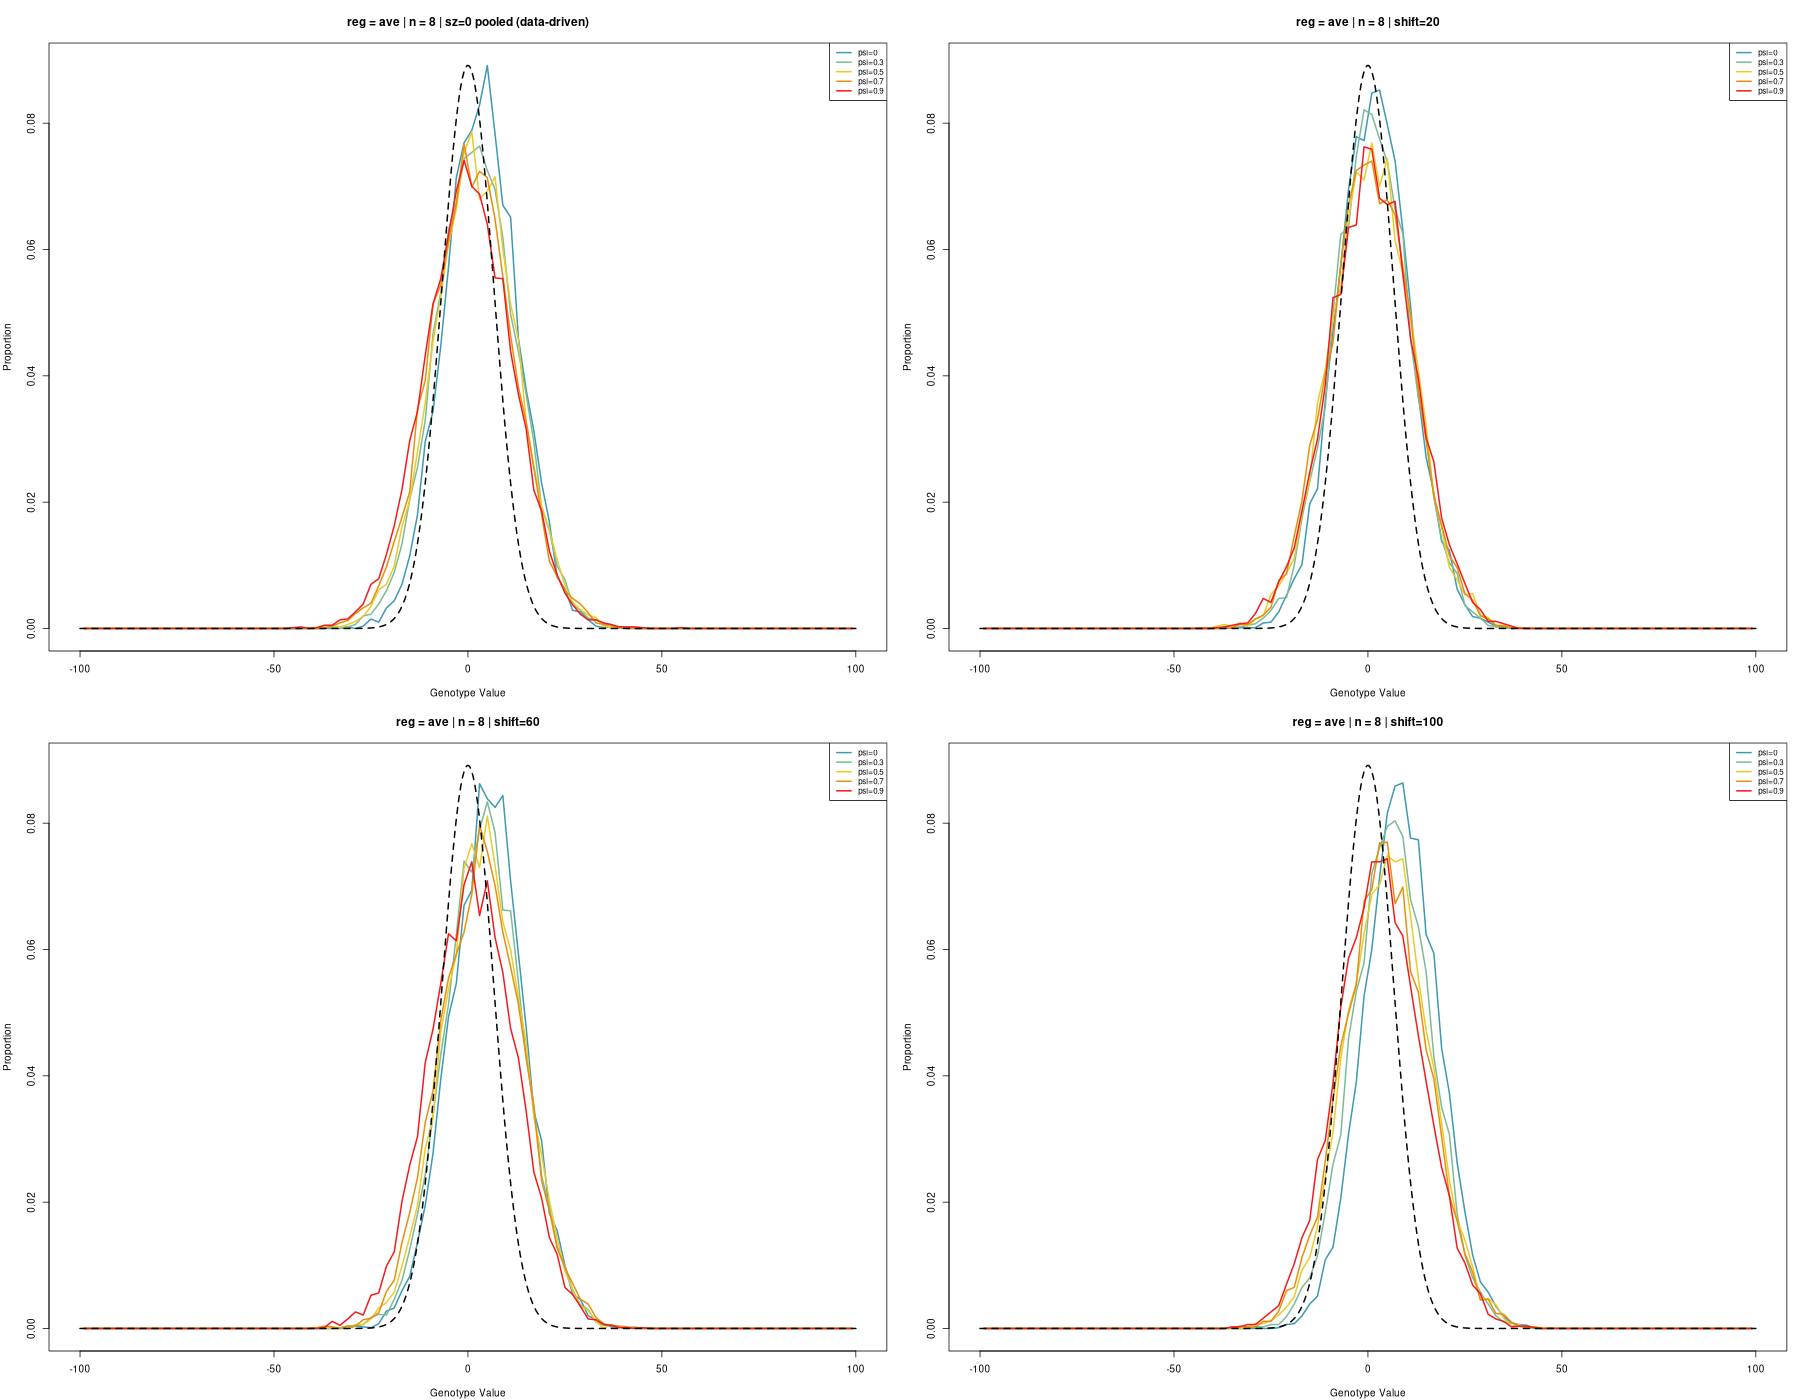 reg = ave | n = 8 | sz=0 pooled (data-driven)
psi=0
psi=0.3
psi=0.5
psi=0.7
psi=0.9
Proportion
0.08
0.06
0.04
0.02
0.00
-100 -50 0 50 100
Genotype Value
reg = ave | n = 8 | shift=20
psi=0
psi=0.3
psi=0.5
psi=0.7
psi=0.9
Proportion
0.08
0.06
0.04
0.02
0.00
-100 -50 0 50 100
Genotype Value
reg = ave | n = 8 | shift=60
psi=0
psi=0.3
psi=0.5
psi=0.7
psi=0.9
Proportion
0.08
0.06
0.04
0.02
0.00
-100 -50 0 50 100
Genotype Value
reg = ave | n = 8 | shift=100
psi=0
psi=0.3
psi=0.5
psi=0.7
psi=0.9
Proportion
0.08
0.06
0.04
0.02
0.00
-100 -50 0 50 100
Genotype Value